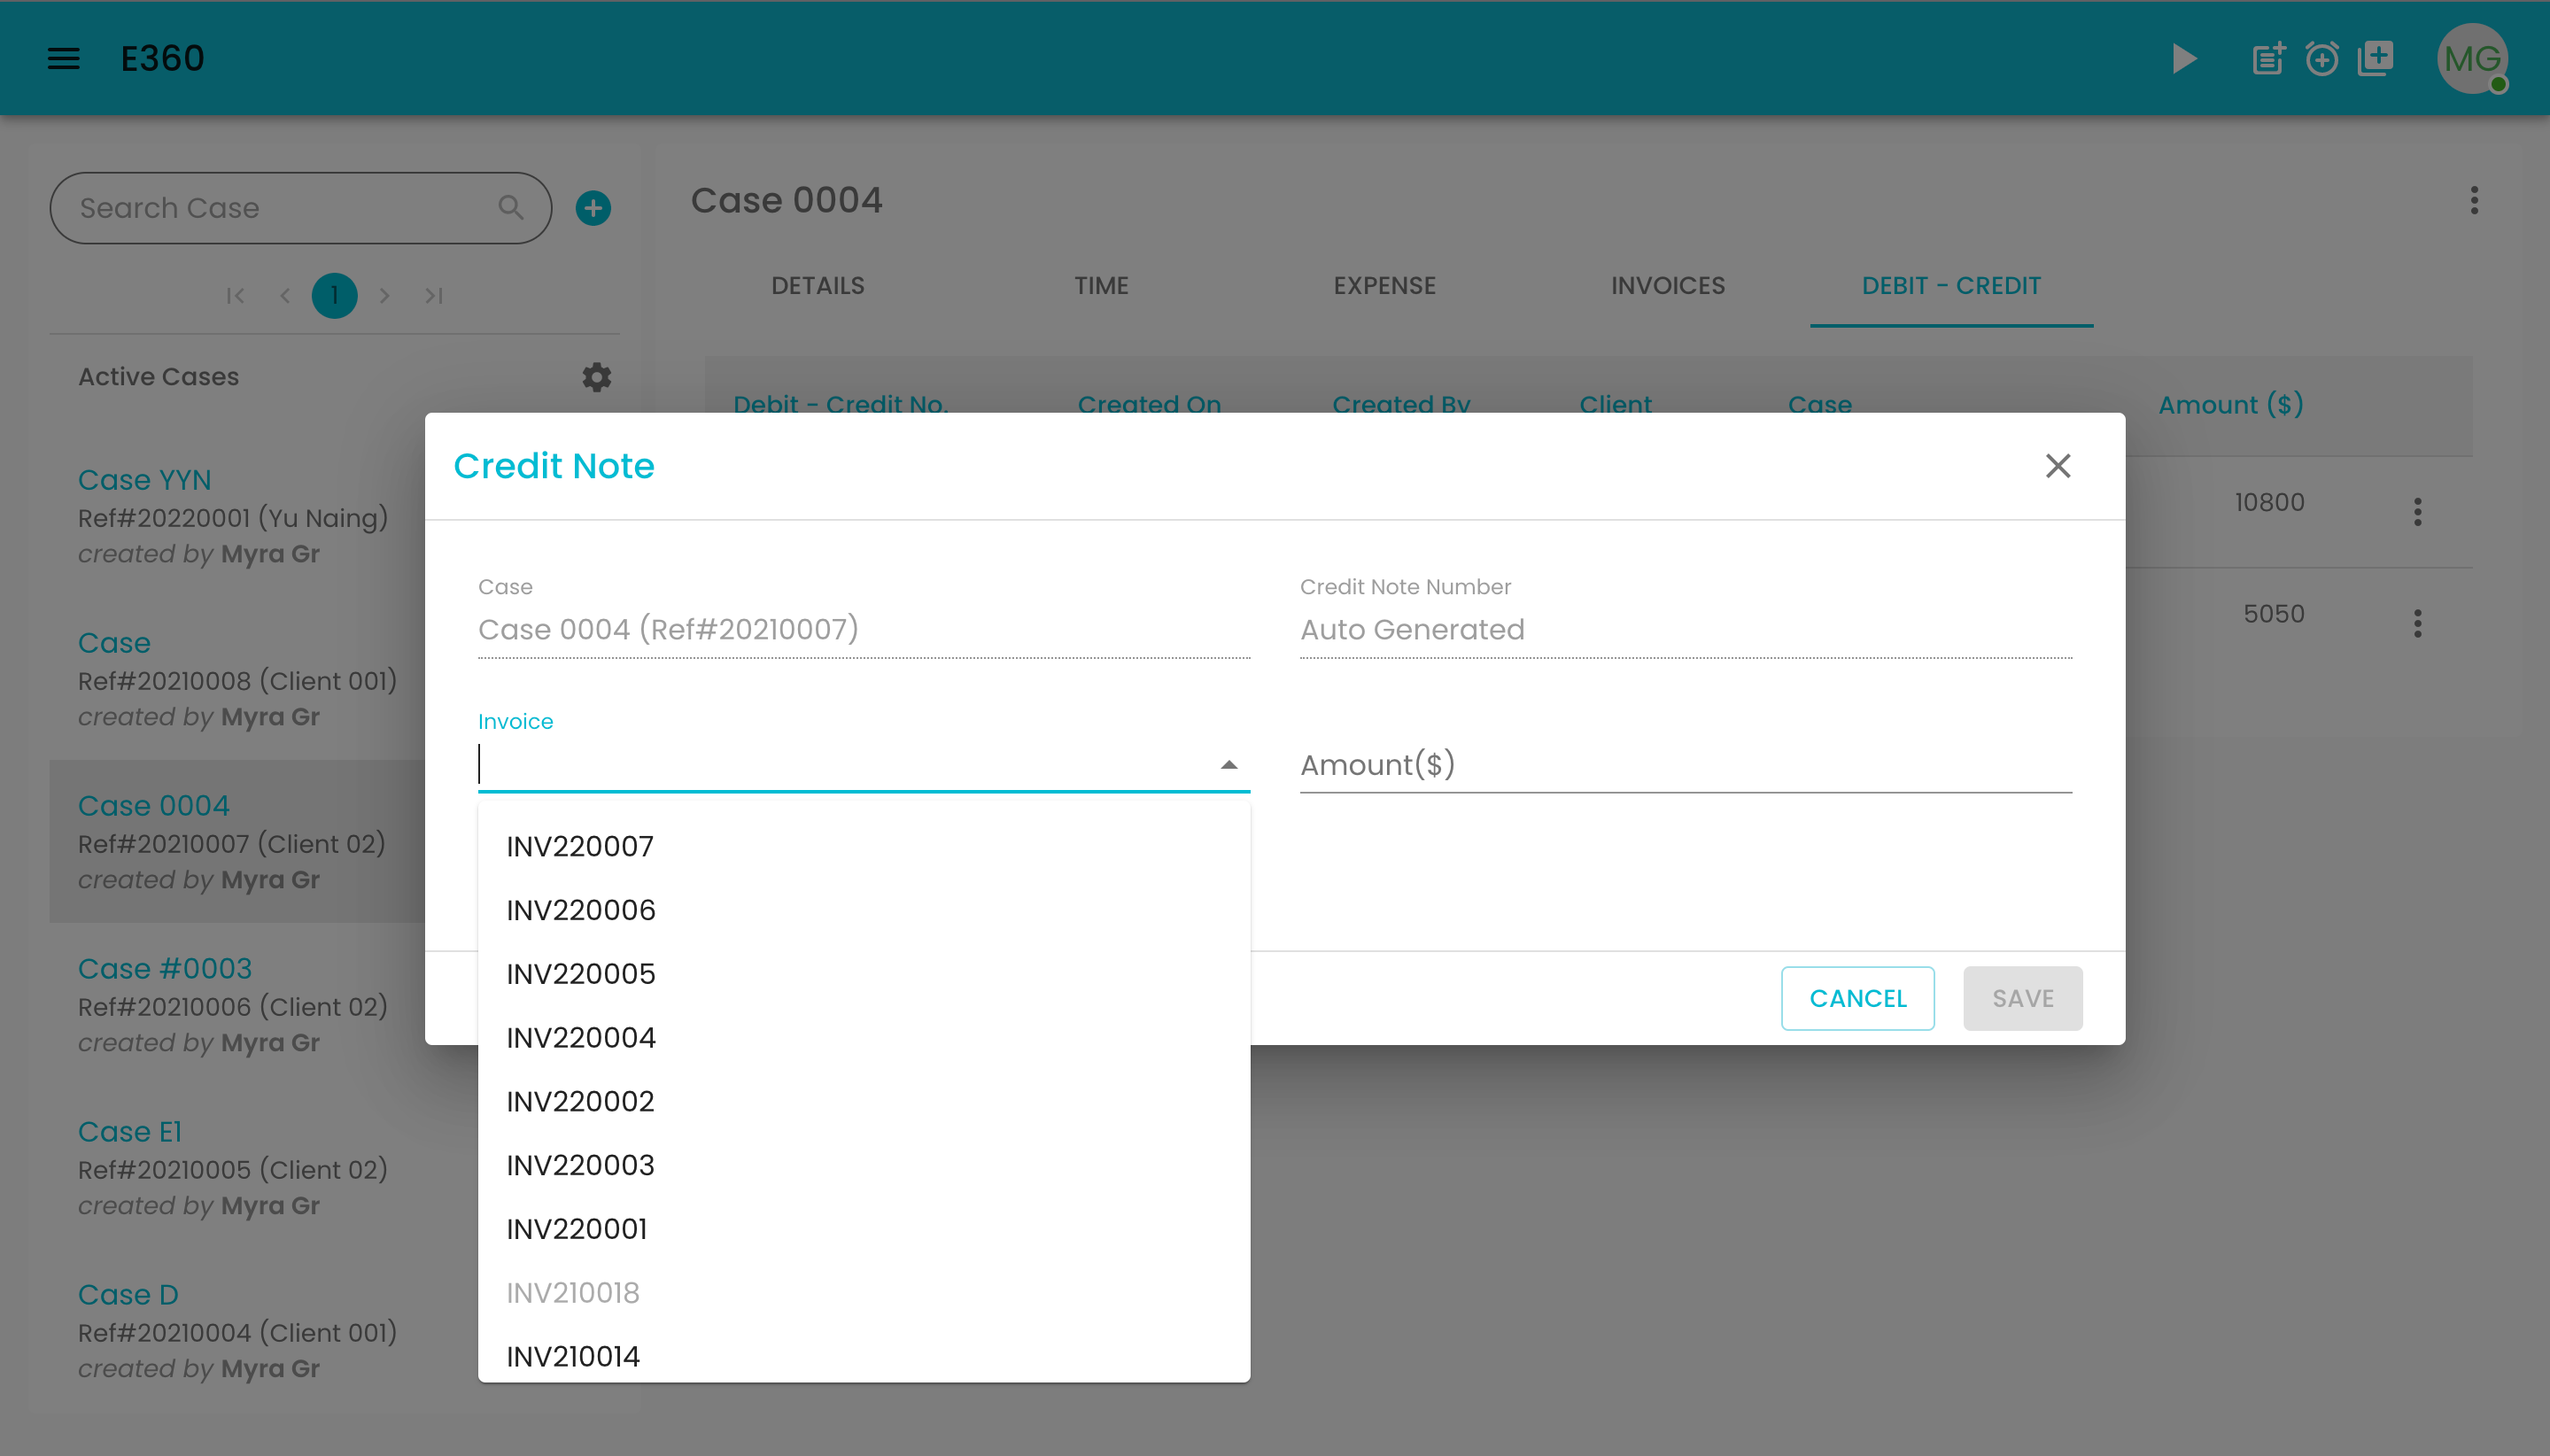 E360
MG
Search Case
1
Active Cases
Case YYN
Ref#20220001 (Yu Naing)
created by Myra Gr
Case
Ref#20210008 (Client 001)
created by Myra Gr
Case 0004
Ref#20210007 (Client 02)
created by Myra Gr
Case #0003
Ref#20210006 (Client 02)
created by Myra Gr
Case E1
Ref#20210005 (Client 02)
created by Myra Gr
Case D
Ref#20210004 (Client 001)
created by Myra Gr
Case 0004
DETAILS TIME EXPENSE INVOICES DEBIT - CREDIT
Debit - Credit No. Created On Created By Client Case Amount ($)
10800
5050
Credit Note
Case
Case 0004 (Ref#20210007)
Credit Note Number
Auto Generated
Invoice
Amount($)
INV220007
INV220006
INV220005
INV220004
INV220002
INV220003
INV220001
INV210018
INV210014
CANCEL SAVE